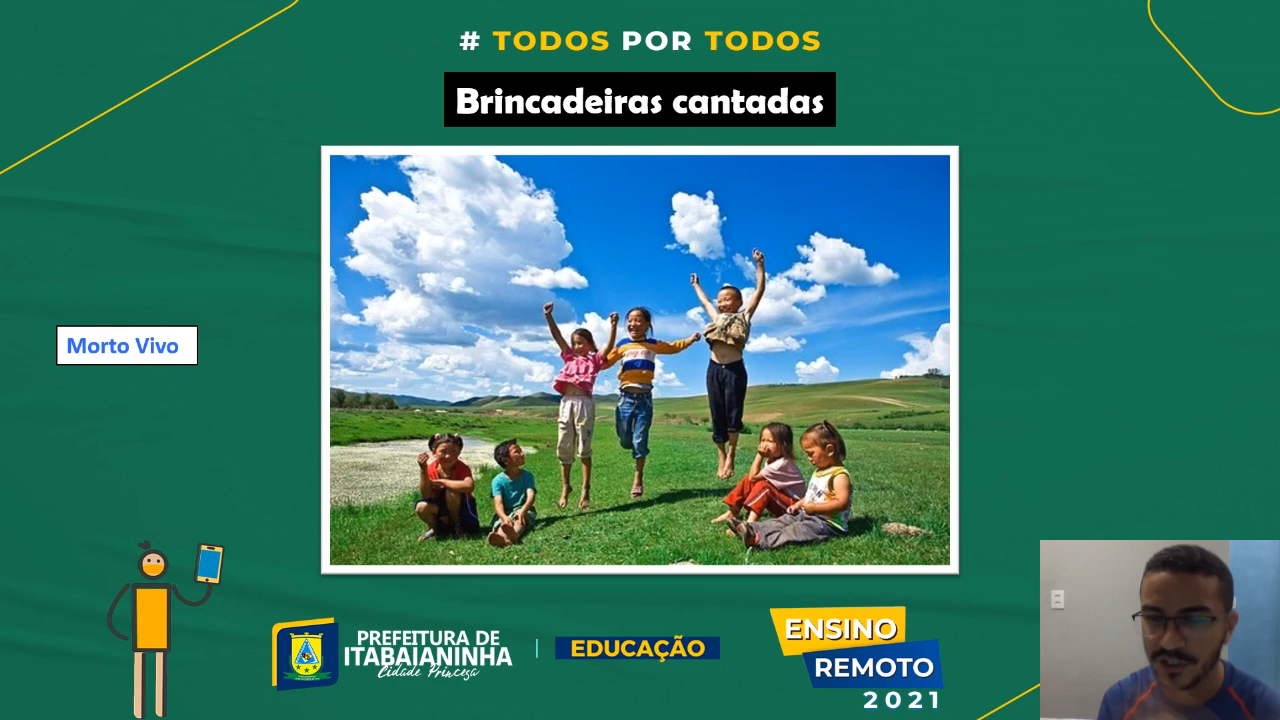 # TODOS POR TODOS
Brincadeiras cantadas
Morto Vivo
PREFEITURA DE
ITABAIANINHA
Cidade Princesa
EDUCAÇÃO
ENSINO
REMOTO
2021